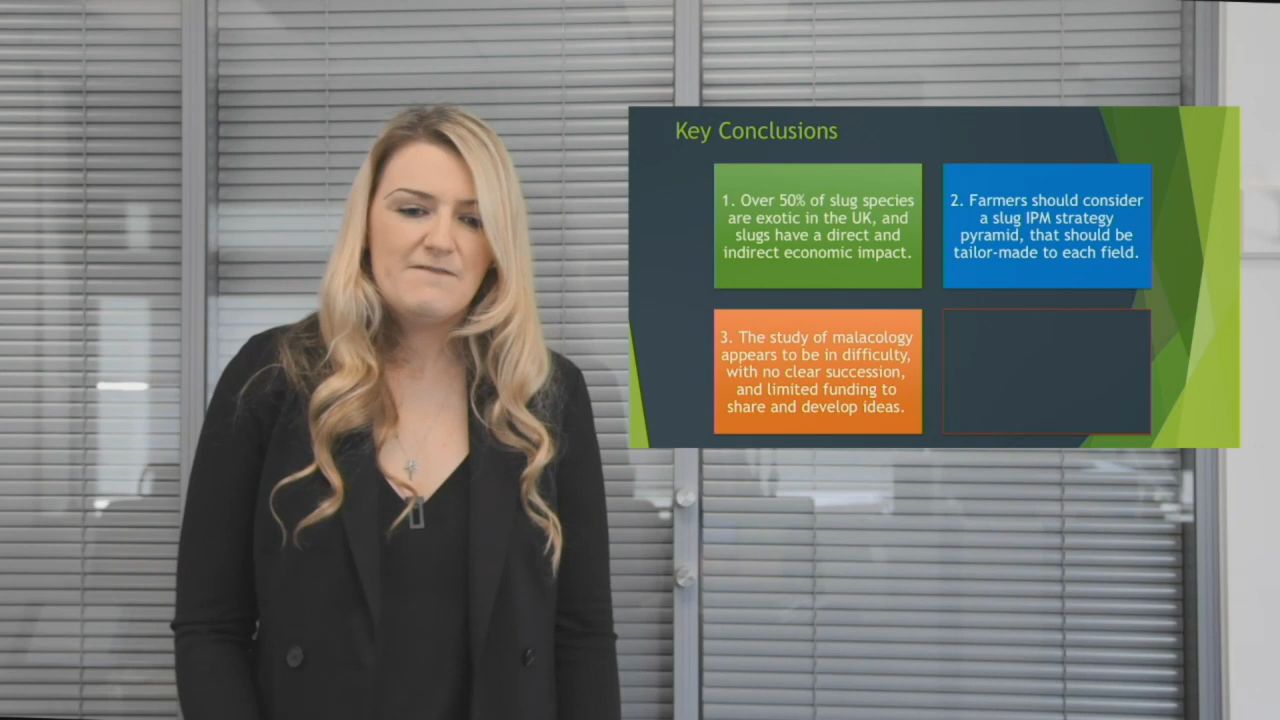 Key Conclusions
1. Over 50% of slug species
are exotic in the UK, and
slugs have a direct and
indirect economic impact.
2. Farmers should consider
a slug IPM strategy
pyramid, that should be
tailor-made to each field.
3. The study of malacology
appears to be in difficulty,
with no clear succession,
and limited funding to
share and develop ideas.